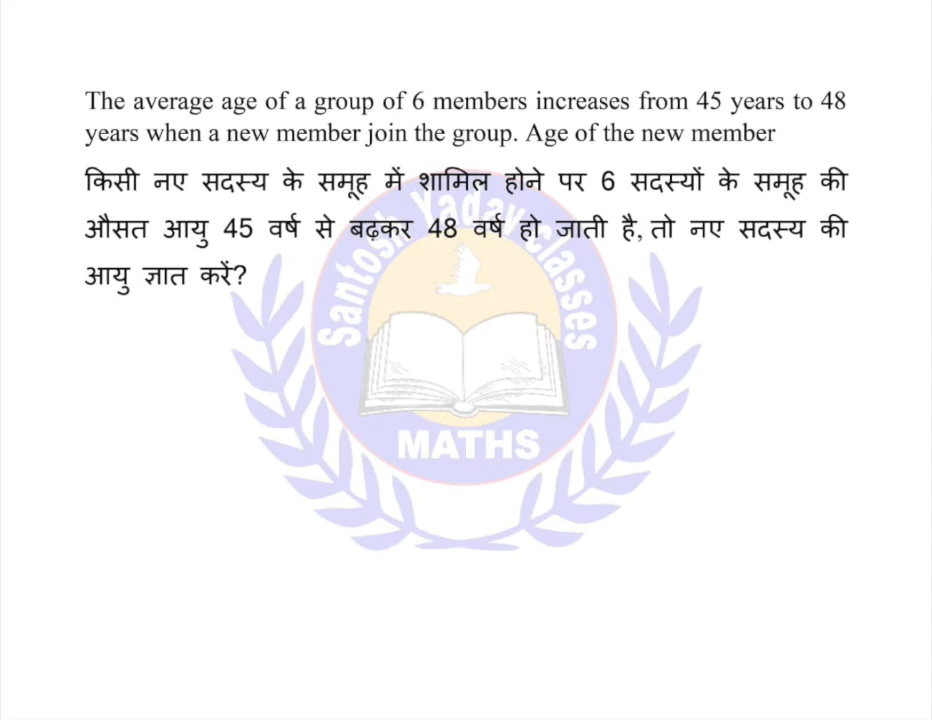 The average age of a group of 6 members increases from 45 years to 48
years when a new member join the group. Age of the new member
किसी नए सदस्य के समूह में शामिल होने पर 6 सदस्यों के समूह की
औसत आयु 45 वर्ष से बढ़कर 48 वर्ष हो जाती है, तो नए सदस्य की
आयु ज्ञात करें?
Santosh Yadav Classes
MATHS